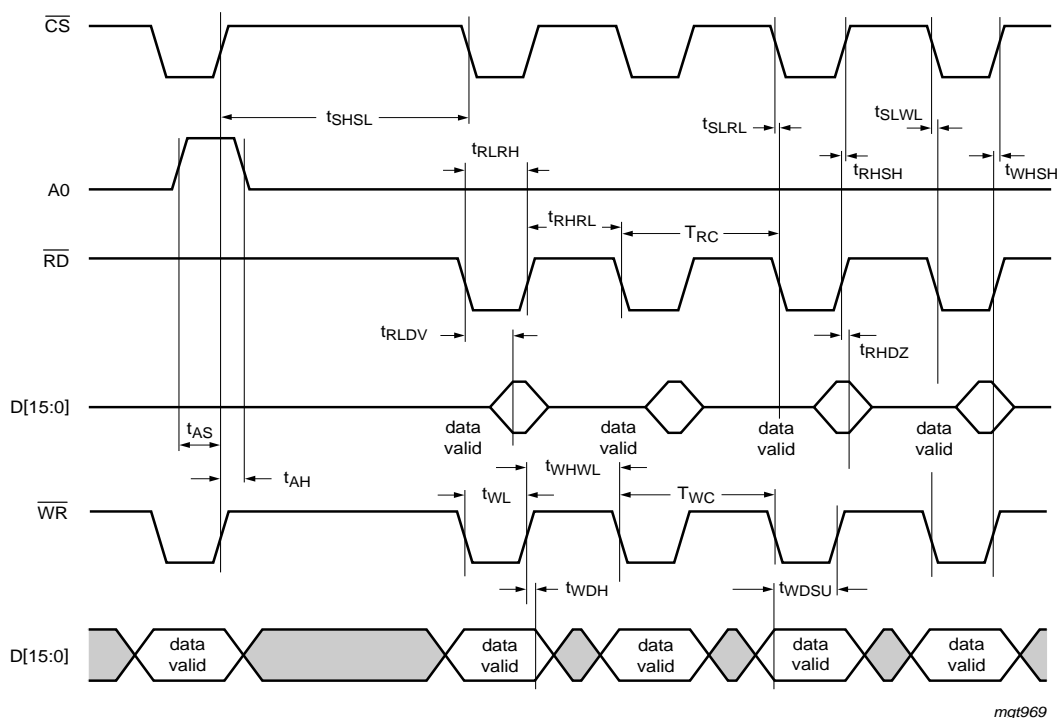 CS
tSHSL
tSLRL
tSLWL
tRLRH
A0
tRHSH
tWHSH
tRHRL
TRC
RD
tRLDV
tRHDZ
D[15:0]
data valid
data valid
data valid
data valid
tAS
tWHWL
tAH
tWL
TWC
WR
tWDH
tWDSU
D[15:0]
data valid
data valid
data valid
data valid
data valid
mgt969